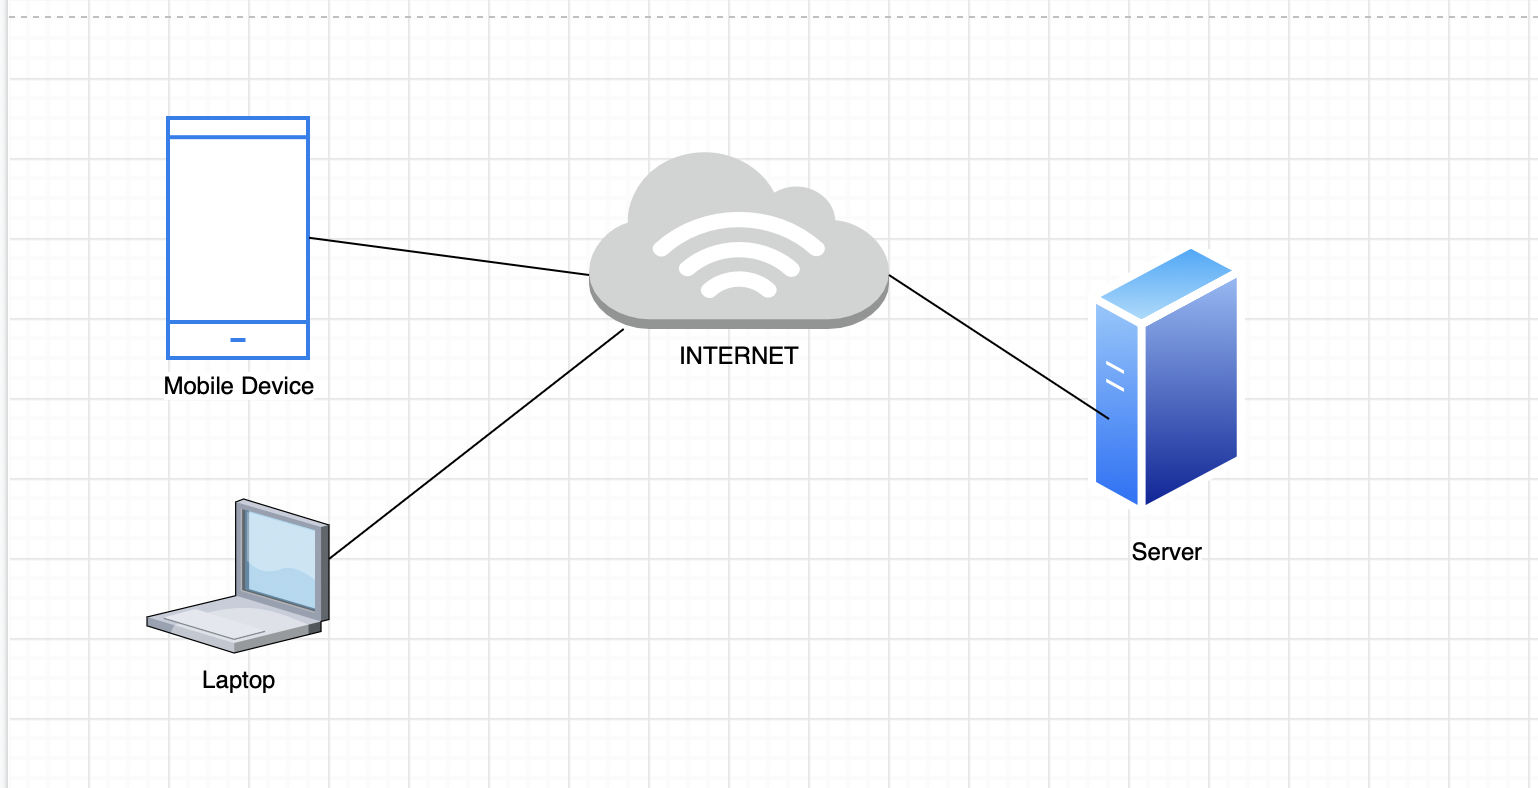 INTERNET
Mobile Device
Server
Laptop